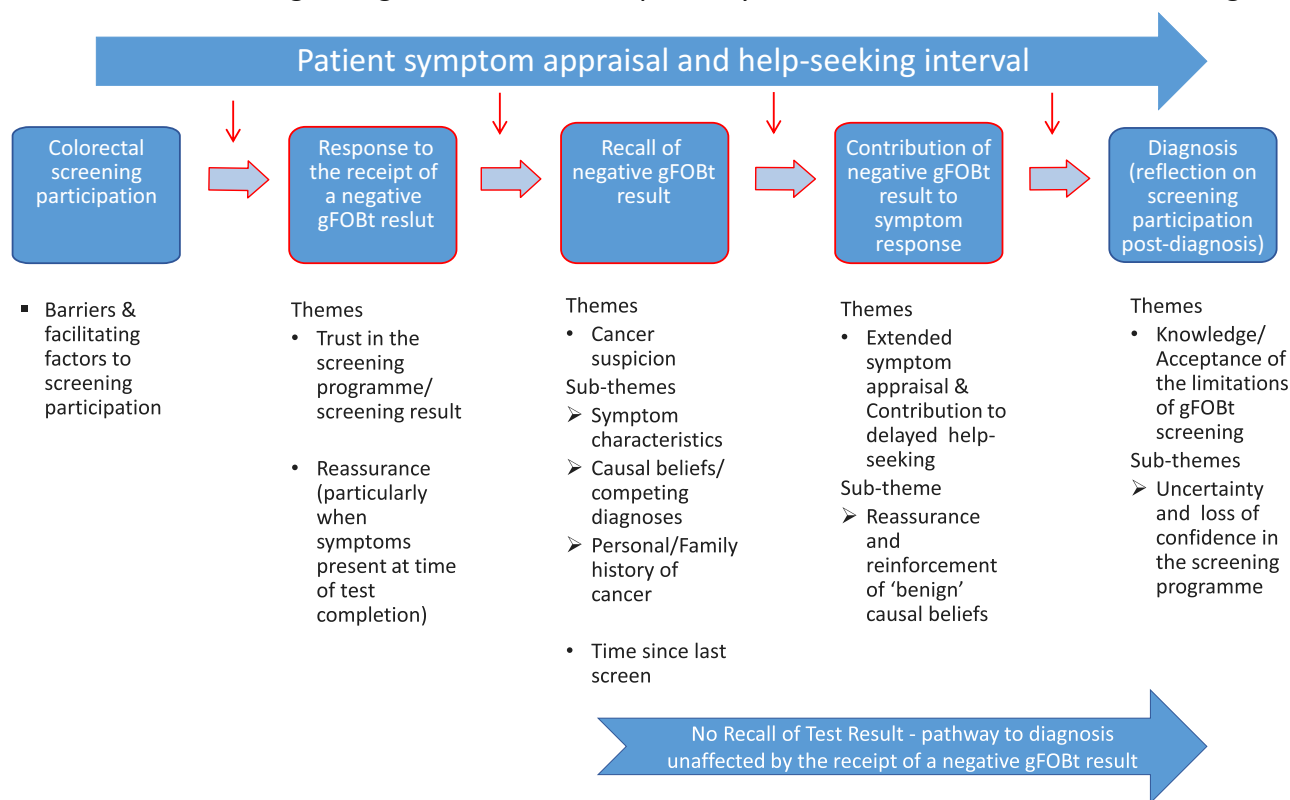 Patient symptom appraisal and help-seeking interval
Colorectal
screening
participation
Response to
the receipt of
a negative
gFOBt reslut
Recall of
negative gFOBt
result
Contribution of
negative gFOBt
result to
symptom
response
Diagnosis
(reflection on
screening
participation
post-diagnosis)
▪ Barriers &
facilitating
factors to
screening
participation
Themes
• Trust in the
screening
programme/
screening result
• Reassurance
(particularly
when
symptoms
present at time
of test
completion)
Themes
• Cancer
suspicion
Sub-themes
➢ Symptom
characteristics
➢ Causal beliefs/
competing
diagnoses
➢ Personal/Family
history of
cancer
• Time since last
screen
Themes
• Extended
symptom
appraisal &
Contribution to
delayed help-
seeking
Sub-theme
➢ Reassurance
and
reinforcement
of ‘benign’
causal beliefs
Themes
• Knowledge/
Acceptance of
the limitations
of gFOBt
screening
Sub-themes
➢ Uncertainty
and loss of
confidence in
the screening
programme
No Recall of Test Result - pathway to diagnosis
unaffected by the receipt of a negative gFOBt result